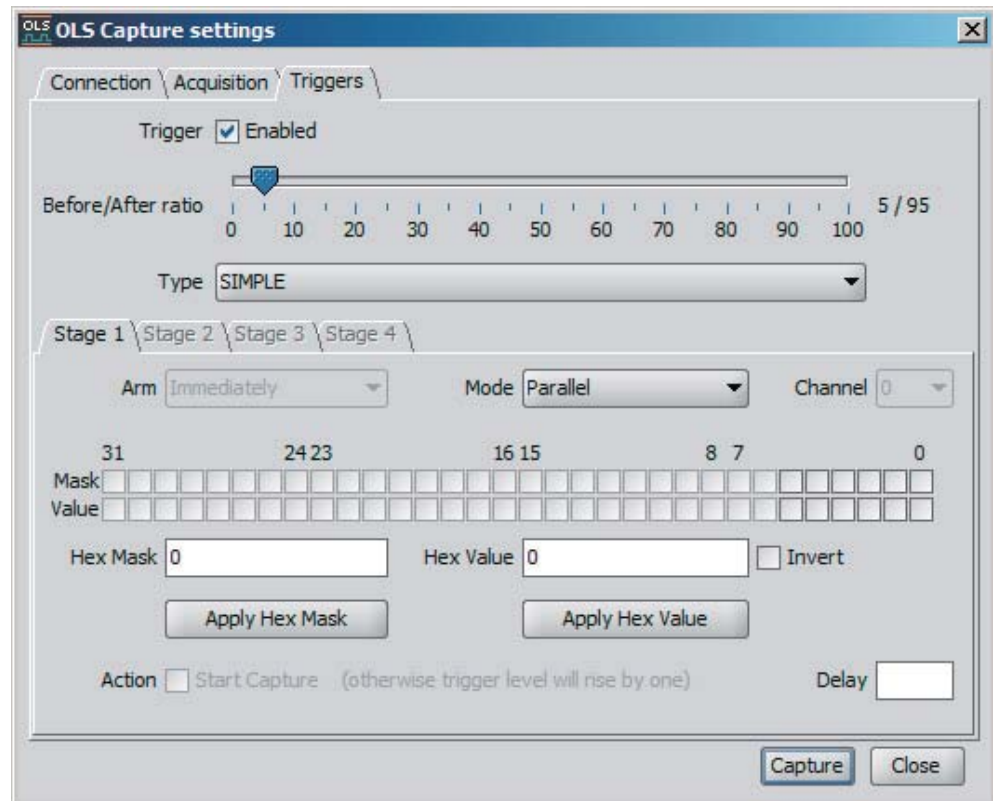 OLS OLS Capture settings
Connection Acquisition Triggers
Trigger Enabled
Before/After ratio 5 / 95
0 10 20 30 40 50 60 70 80 90 100
Type SIMPLE
Stage 1 Stage 2 Stage 3 Stage 4
Arm Immediately Mode Parallel Channel 0
31 24 23 16 15 8 7 0
Mask
Value
Hex Mask 0 Hex Value 0 Invert
Apply Hex Mask Apply Hex Value
Action Start Capture (otherwise trigger level will rise by one) Delay
Capture Close